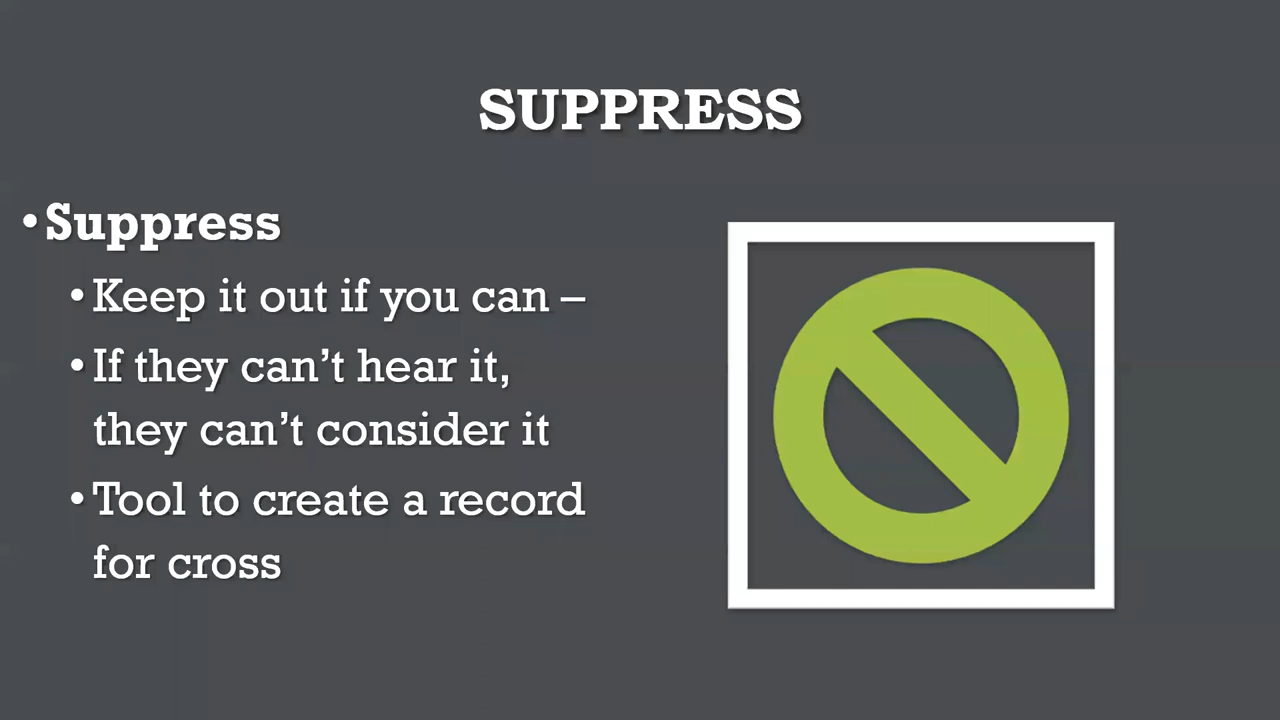 SUPPRESS
•Suppress
•Keep it out if you can –
•If they can’t hear it,
they can’t consider it
•Tool to create a record
for cross